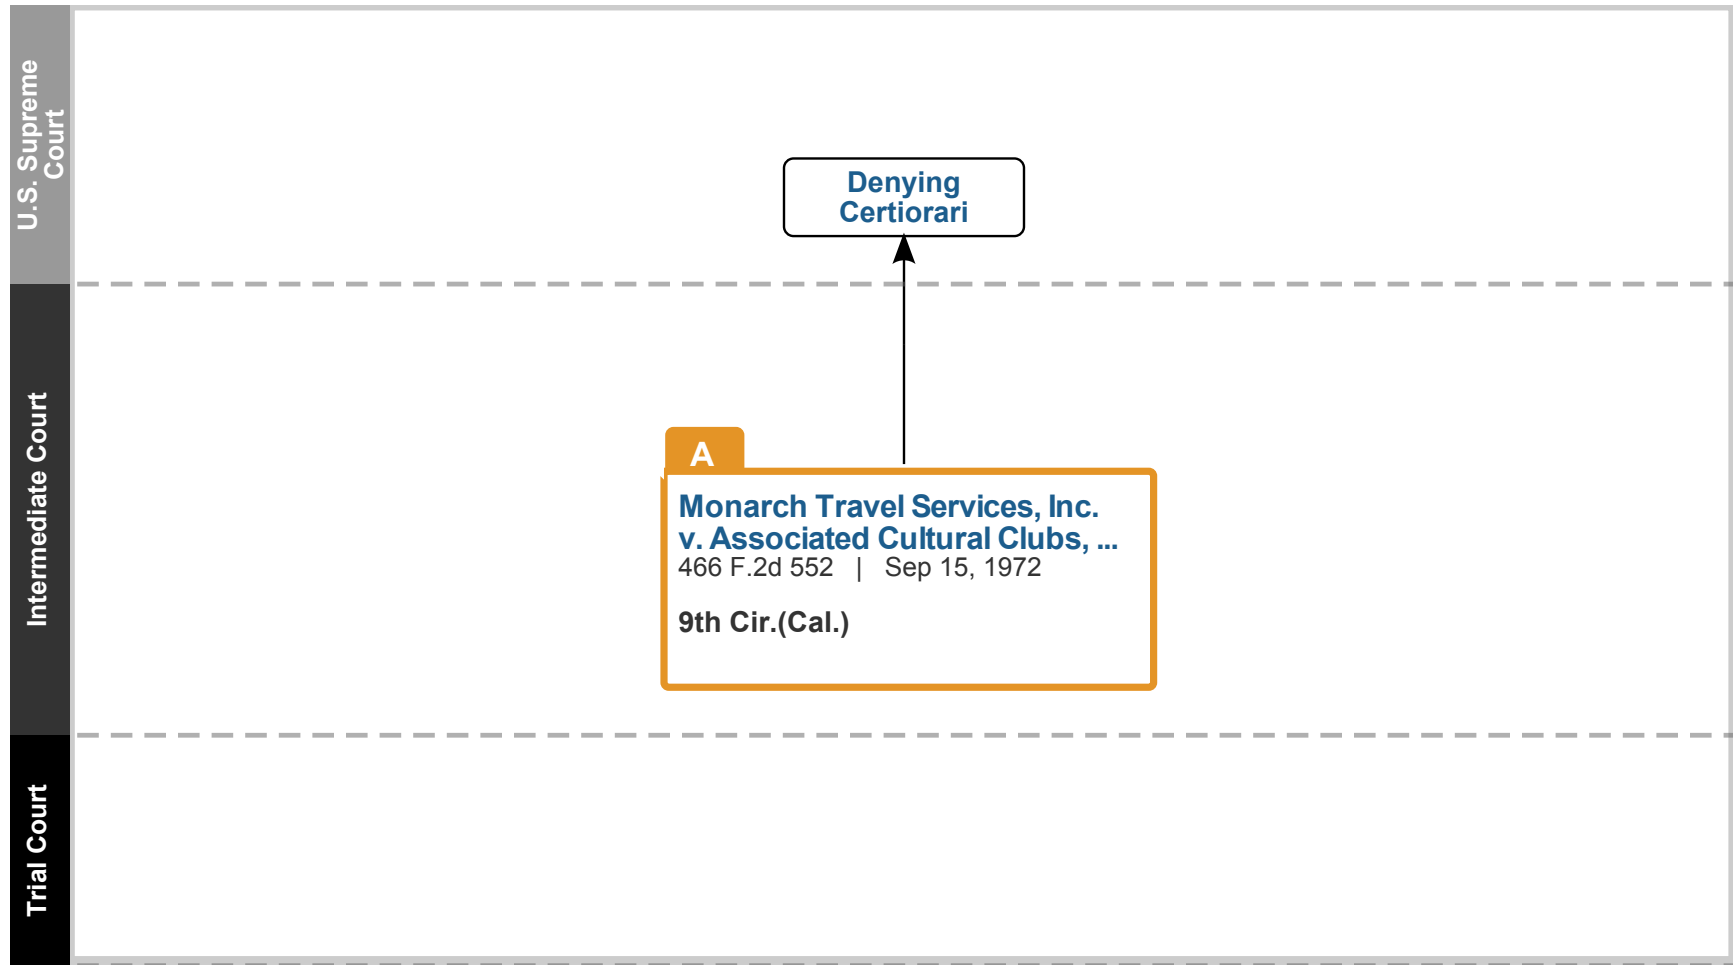 U.S. Supreme
Court
Denying
Certiorari
Intermediate Court
A
Monarch Travel Services, Inc.
v. Associated Cultural Clubs, ...
466 F.2d 552 | Sep 15, 1972
9th Cir.(Cal.)
Trial Court